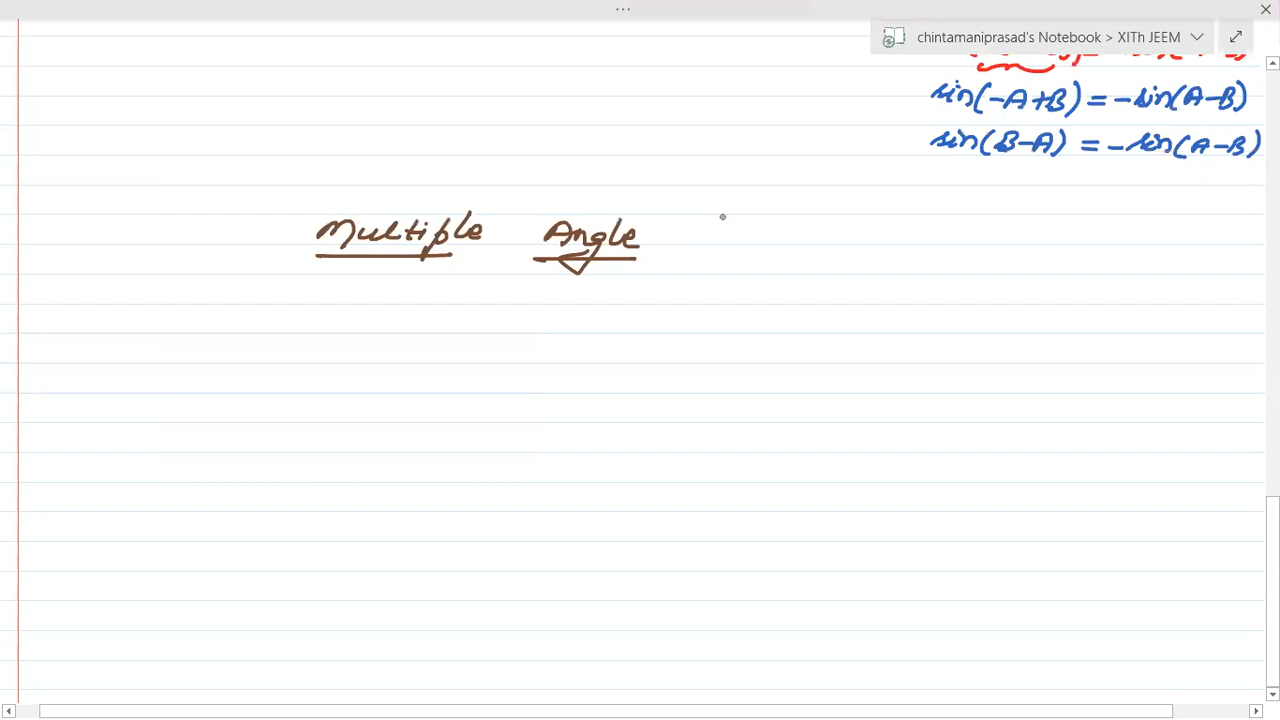 ...
chintamaniprasad's Notebook > XITh JEEM
sin(-A+B) = -sin(A-B)
sin(B-A) = -sin(A-B)
Multiple Angle